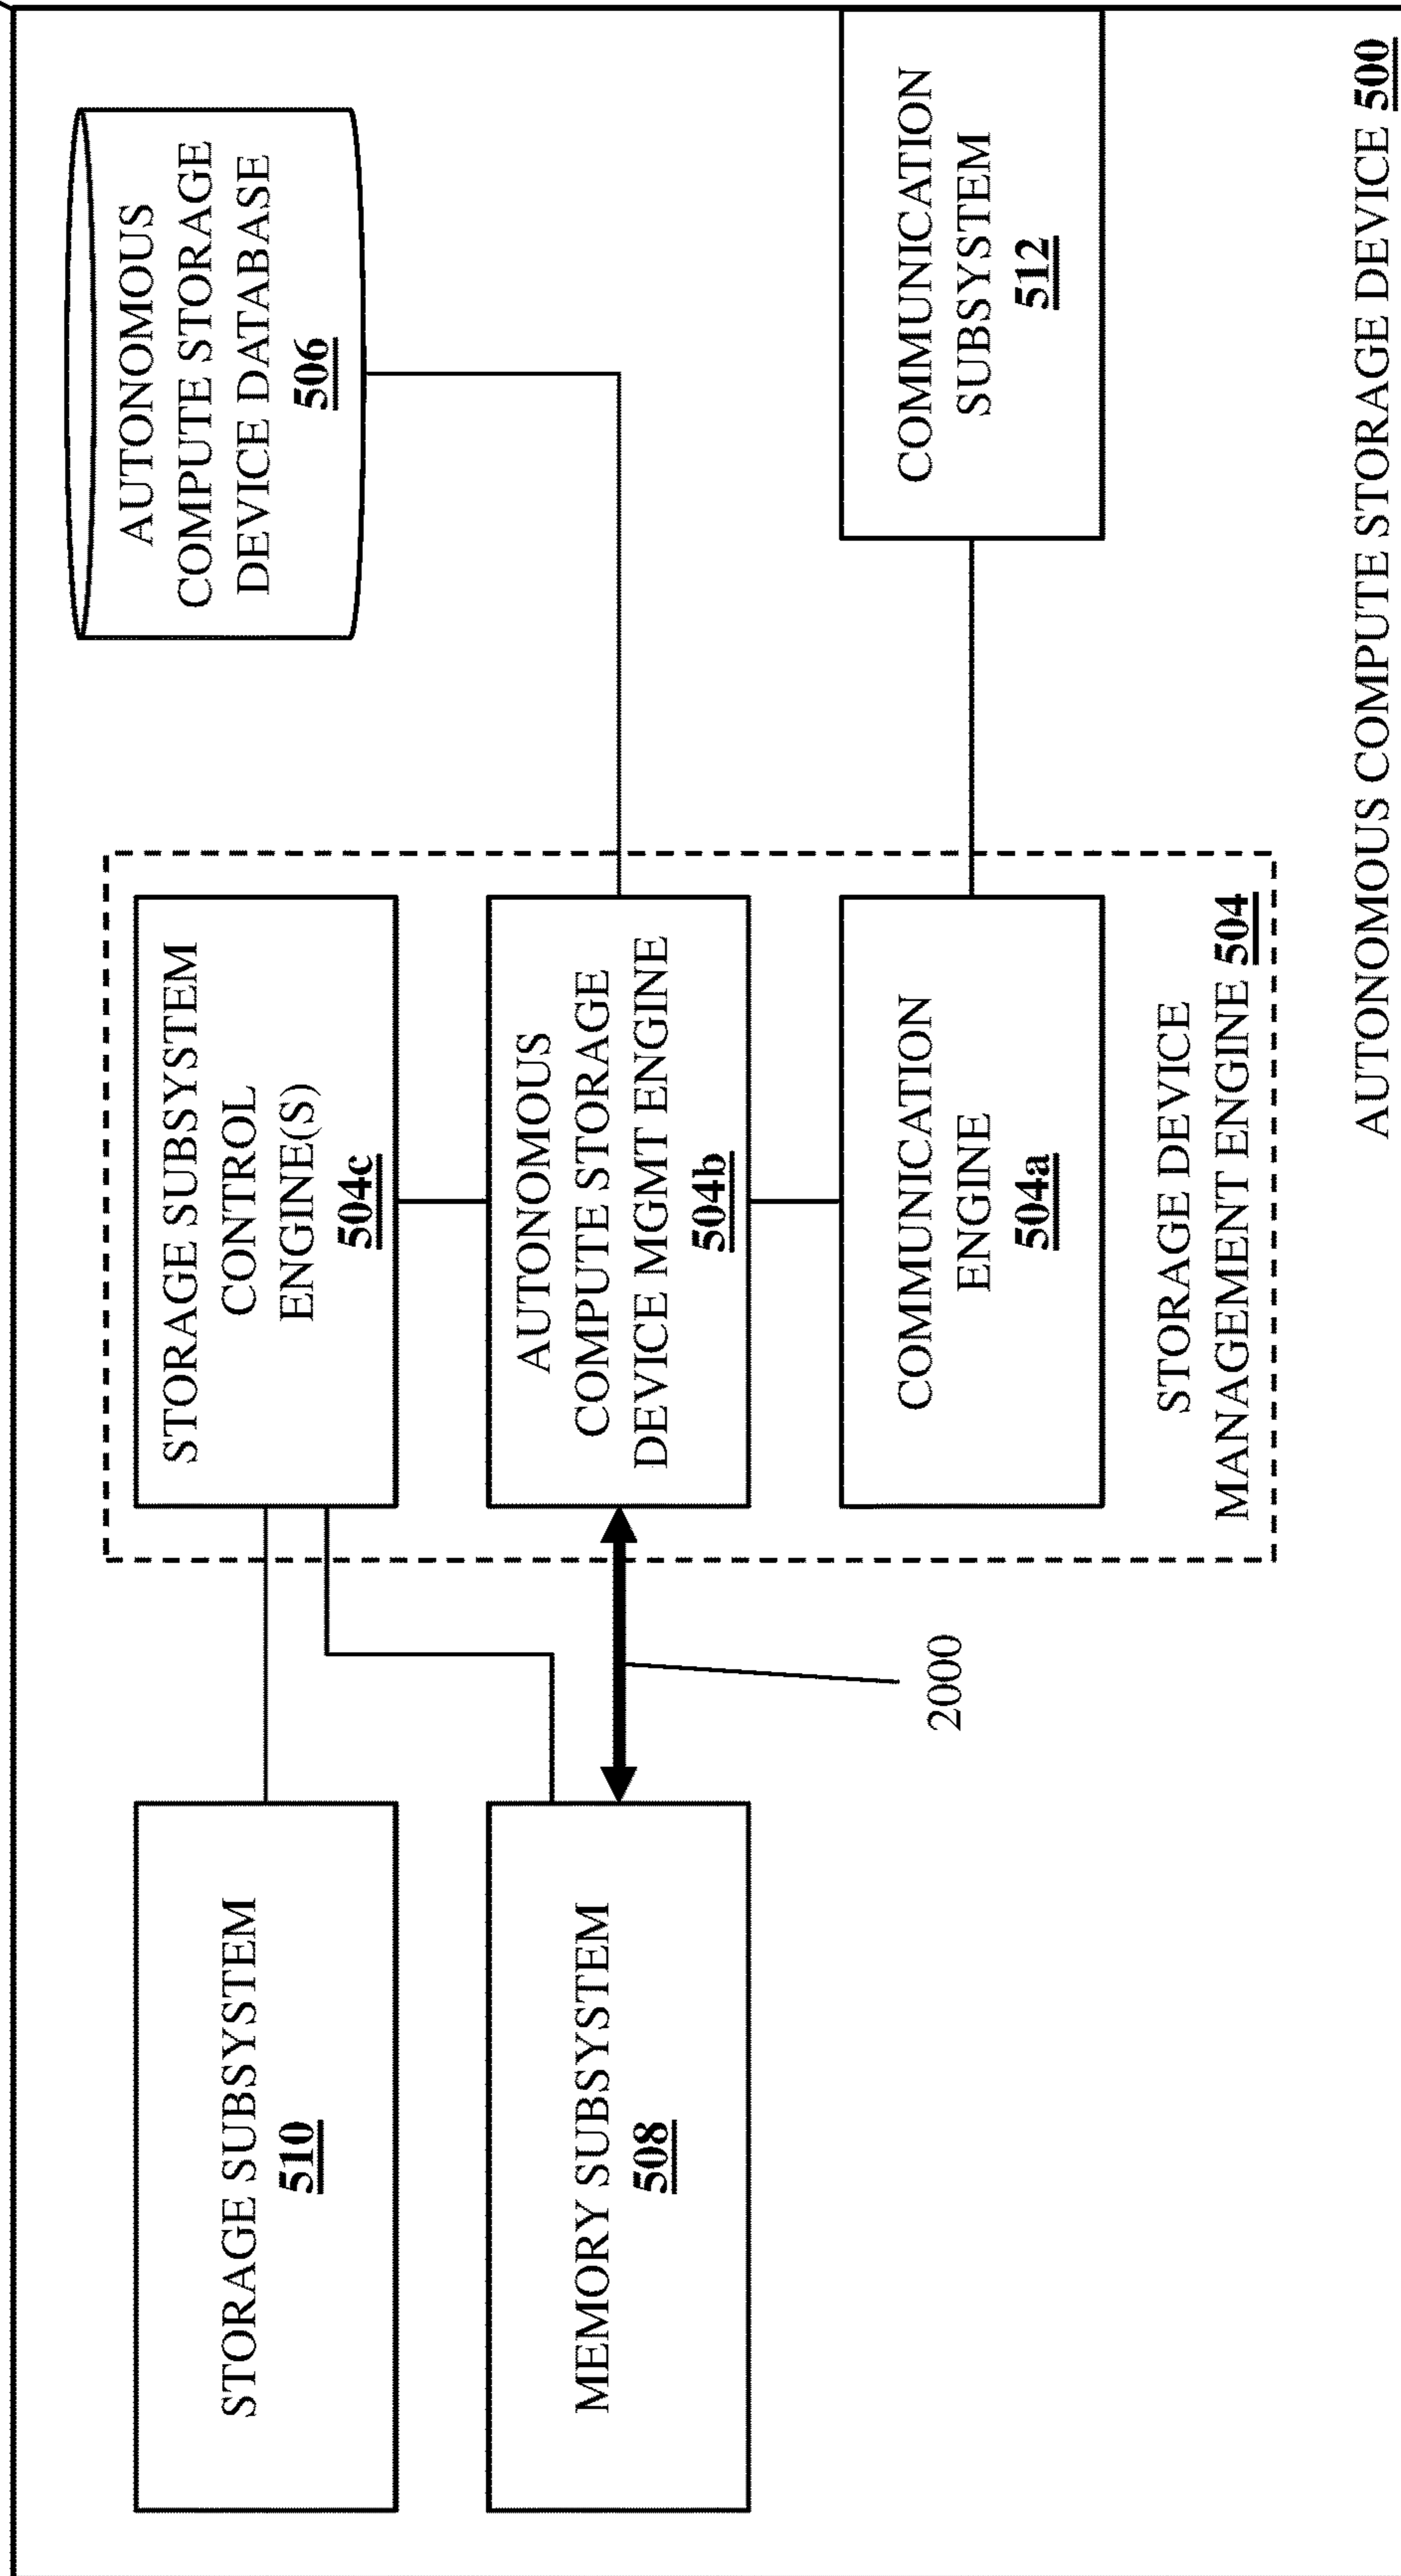 STORAGE SUBSYSTEM
510
MEMORY SUBSYSTEM
508
2000
STORAGE SUBSYSTEM
CONTROL
ENGINE(S)
504c
AUTONOMOUS
COMPUTE STORAGE
DEVICE MGMT ENGINE
504b
COMMUNICATION
ENGINE
504a
STORAGE DEVICE
MANAGEMENT ENGINE 504
AUTONOMOUS
COMPUTE STORAGE
DEVICE DATABASE
506
COMMUNICATION
SUBSYSTEM
512
AUTONOMOUS COMPUTE STORAGE DEVICE 500